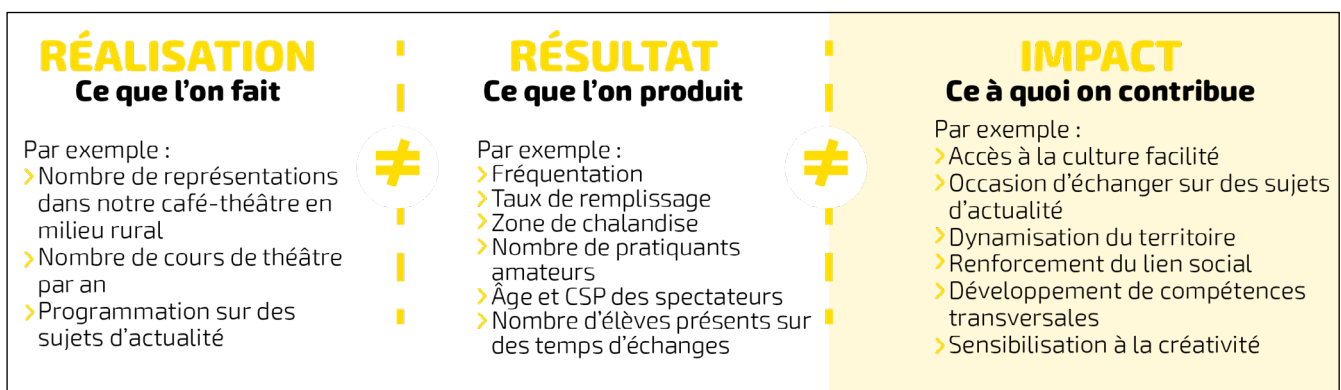 RÉALISATION
Ce que l'on fait
Par exemple :
Nombre de représentations
dans notre café-théâtre en
milieu rural
Nombre de cours de théâtre
par an
Programmation sur des
sujets d'actualité
≠
RÉSULTAT
Ce que l'on produit
Par exemple :
Fréquentation
Taux de remplissage
Zone de chalandise
Nombre de pratiquants
amateurs
Âge et CSP des spectateurs
Nombre d'élèves présents sur
des temps d'échanges
≠
IMPACT
Ce à quoi on contribue
Par exemple :
Accès à la culture facilité
Occasion d'échanger sur des sujets
d'actualité
Dynamisation du territoire
Renforcement du lien social
Développement de compétences
transversales
Sensibilisation à la créativité